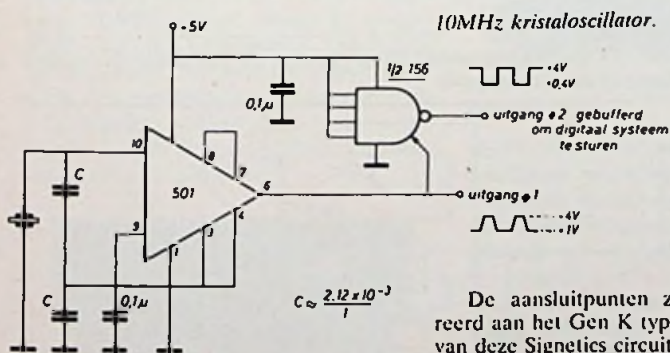 10MHz kristaloscillator.
+5V
1/2 156
0,1µ
+4V
+0,4V
uitgang #2 gebufferd
om digitaal systeem
te sturen
10
8
7
501
6
9
1
3
4
C
C
0,1µ
uitgang #1
+4V
+1V
C ≈ 2.12 x 10⁻³ / f
De aansluitpunten z
reerd aan het Gen K typ
van deze Signetics circuit